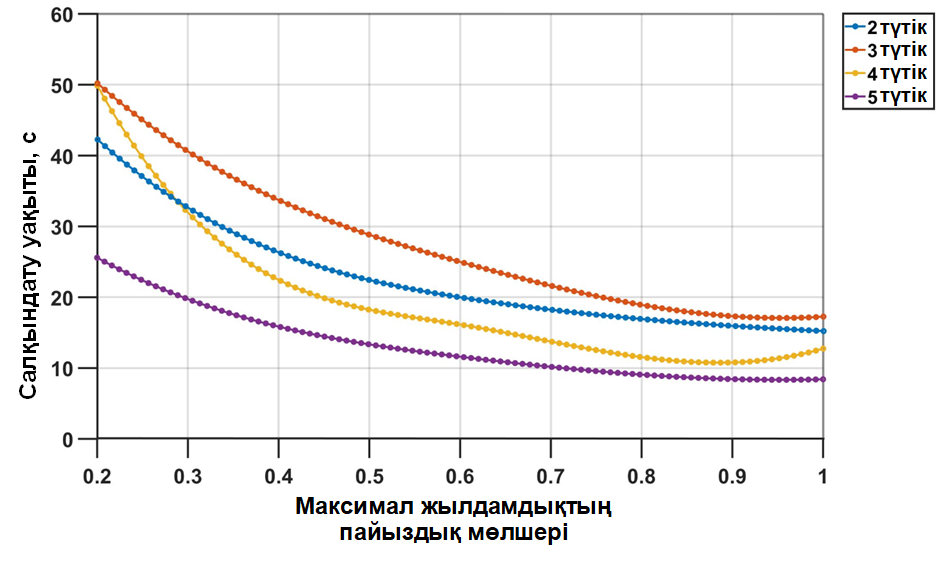 60
50
40
30
20
10
0
Салқындату уақыты, с
0.2
0.3
0.4
0.5
0.6
0.7
0.8
0.9
1
Максимал жылдамдықтың
пайыздық мөлшері
2 түтік
3 түтік
4 түтік
5 түтік